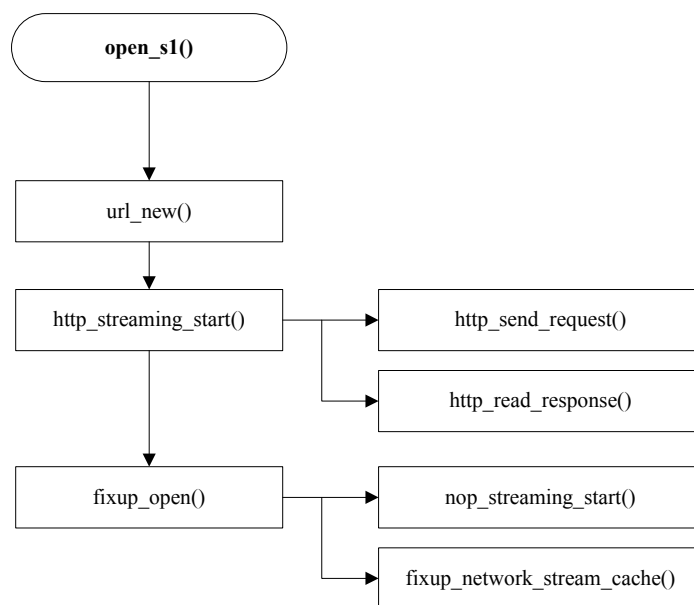 open_s1()
url_new()
http_streaming_start()
http_send_request()
http_read_response()
fixup_open()
nop_streaming_start()
fixup_network_stream_cache()